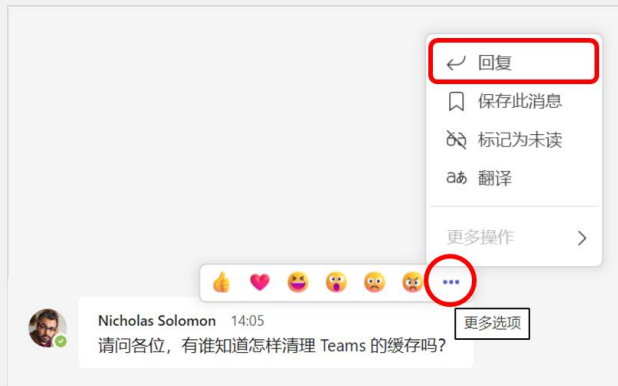 回复
保存此消息
标记为未读
aあ 翻译
更多操作
Nicholas Solomon 14:05
更多选项
请问各位，有谁知道怎样清理 Teams 的缓存吗？